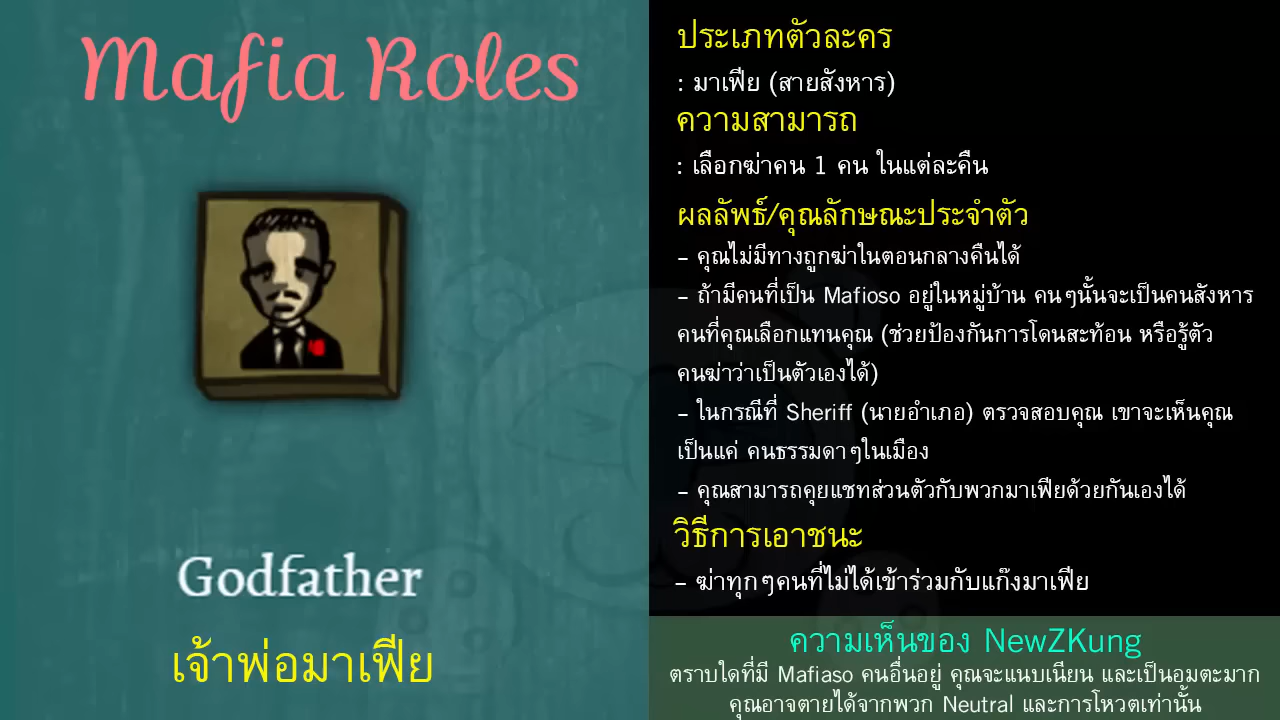 Mafia Roles
Godfather
เจ้าพ่อมาเฟีย
ประเภทตัวละคร
: มาเฟีย (สายสังหาร)
ความสามารถ
: เลือกฆ่าคน 1 คน ในแต่ละคืน
ผลลัพธ์/คุณลักษณะประจำตัว
- คุณไม่มีทางถูกฆ่าในตอนกลางคืนได้
- ถ้ามีคนที่เป็น Mafioso อยู่ในหมู่บ้าน คนๆนั้นจะเป็นคนสังหาร
คนที่คุณเลือกแทนคุณ (ช่วยป้องกันการโดนสะท้อน หรือรู้ตัว
คนฆ่าว่าเป็นตัวเองได้)
- ในกรณีที่ Sheriff (นายอำเภอ) ตรวจสอบคุณ เขาจะเห็นคุณ
เป็นแค่ คนธรรมดาๆในเมือง
- คุณสามารถคุยแชทส่วนตัวกับพวกมาเฟียด้วยกันเองได้
วิธีการเอาชนะ
- ฆ่าทุกๆคนที่ไม่ได้เข้าร่วมกับแก๊งมาเฟีย
ความเห็นของ NewZKung
ตราบใดที่มี Mafiaso คนอื่นอยู่ คุณจะแนบเนียน และเป็นอมตะมาก
คุณอาจตายได้จากพวก Neutral และการโหวตเท่านั้น